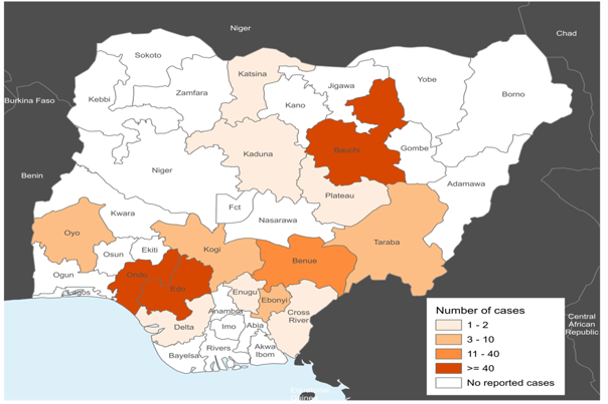 Niger
Chad
Sokoto
Katsina
Jigawa
Yobe
Borno
Zamfara
Kebbi
Kano
Burkina Faso
Bauchi
Gombe
Kaduna
Niger
Benin
Adamawa
Plateau
Fct
Kwara
Nasarawa
Oyo
Taraba
Kogi
Ekiti
Osun
Benue
Ogun
Ondo
Edo
Lagos
Enugu
Ebonyi
Anambra
Cross
River
Delta
Imo
Abia
Rivers
Akwa
Ibom
Bayelsa
Number of cases
1 - 2
3 - 10
11 - 40
>= 40
No reported cases
Central
African
Republic